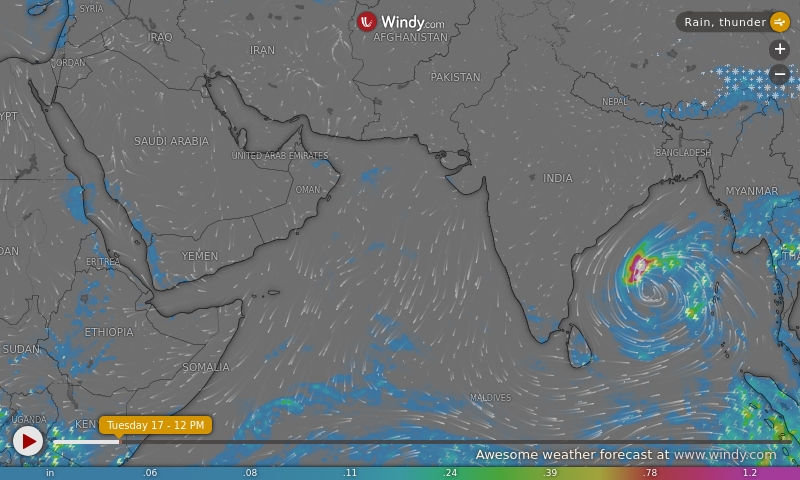 SYRIA
Windy.com
Rain, thunder
IRAQ
IRAN
AFGHANISTAN
+
JORDAN
PAKISTAN
−
NEPAL
YPT
SAUDI ARABIA
UNITED ARAB EMIRATES
BANGLADESH
INDIA
OMAN
MYANMAR
DAN
YEMEN
ERITREA
THA
ETHIOPIA
SUDAN
SOMALIA
MALDIVES
UGANDA
KEN
Tuesday 17 - 12 PM
Awesome weather forecast at www.windy.com
in .06 .08 .11 .24 .39 .78 1.2